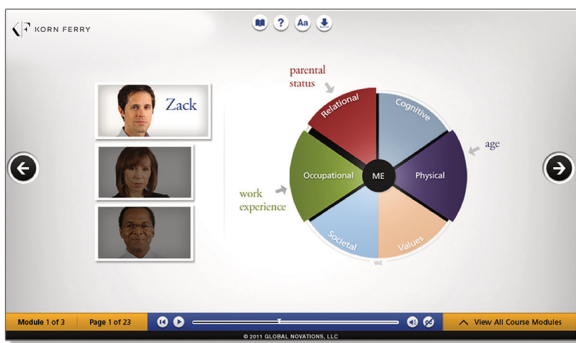 KORN FERRY
?
Aa
Zack
parental
status
Relational
Cognitive
age
Occupational
ME
Physical
work
experience
Societal
Values
Module 1 of 3
Page 1 of 23
View All Course Modules
© 2011 GLOBAL NOVATIONS, LLC